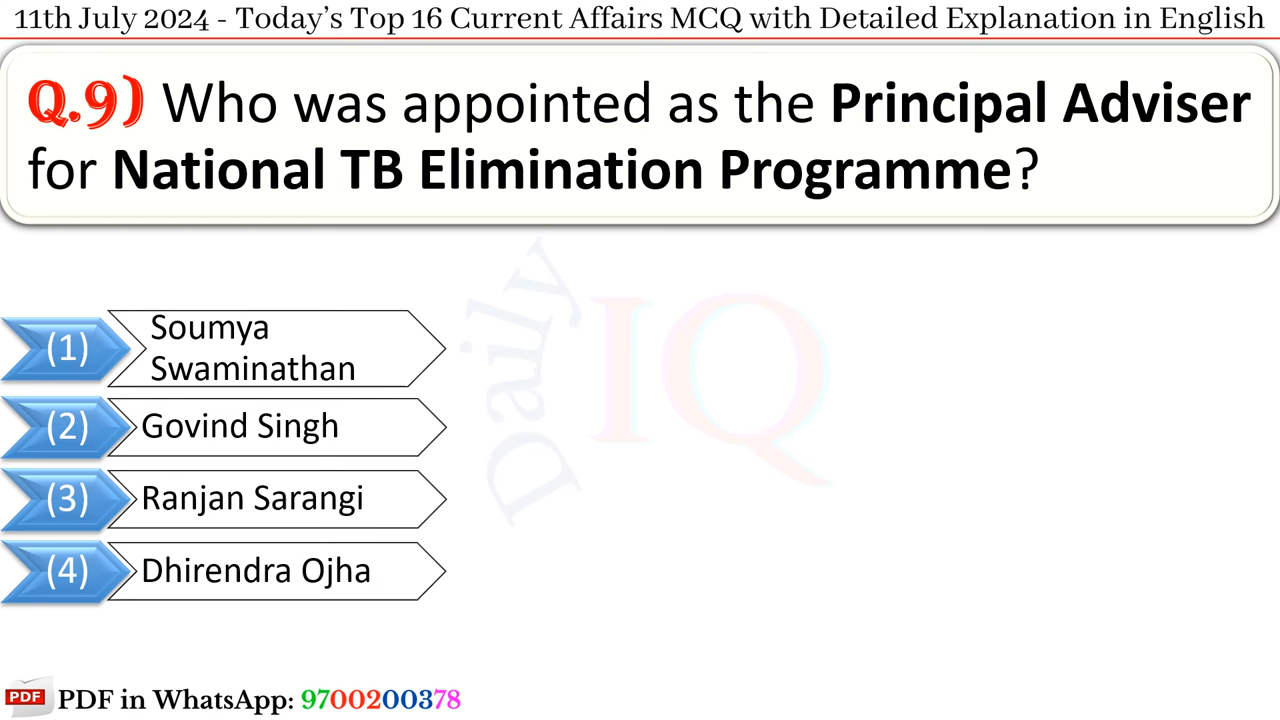 11th July 2024 - Today’s Top 16 Current Affairs MCQ with Detailed Explanation in English
Q.9) Who was appointed as the Principal Adviser
for National TB Elimination Programme?
Daily
IQ
(1) Soumya
Swaminathan
(2) Govind Singh
(3) Ranjan Sarangi
(4) Dhirendra Ojha
PDF PDF in WhatsApp: 9700200378